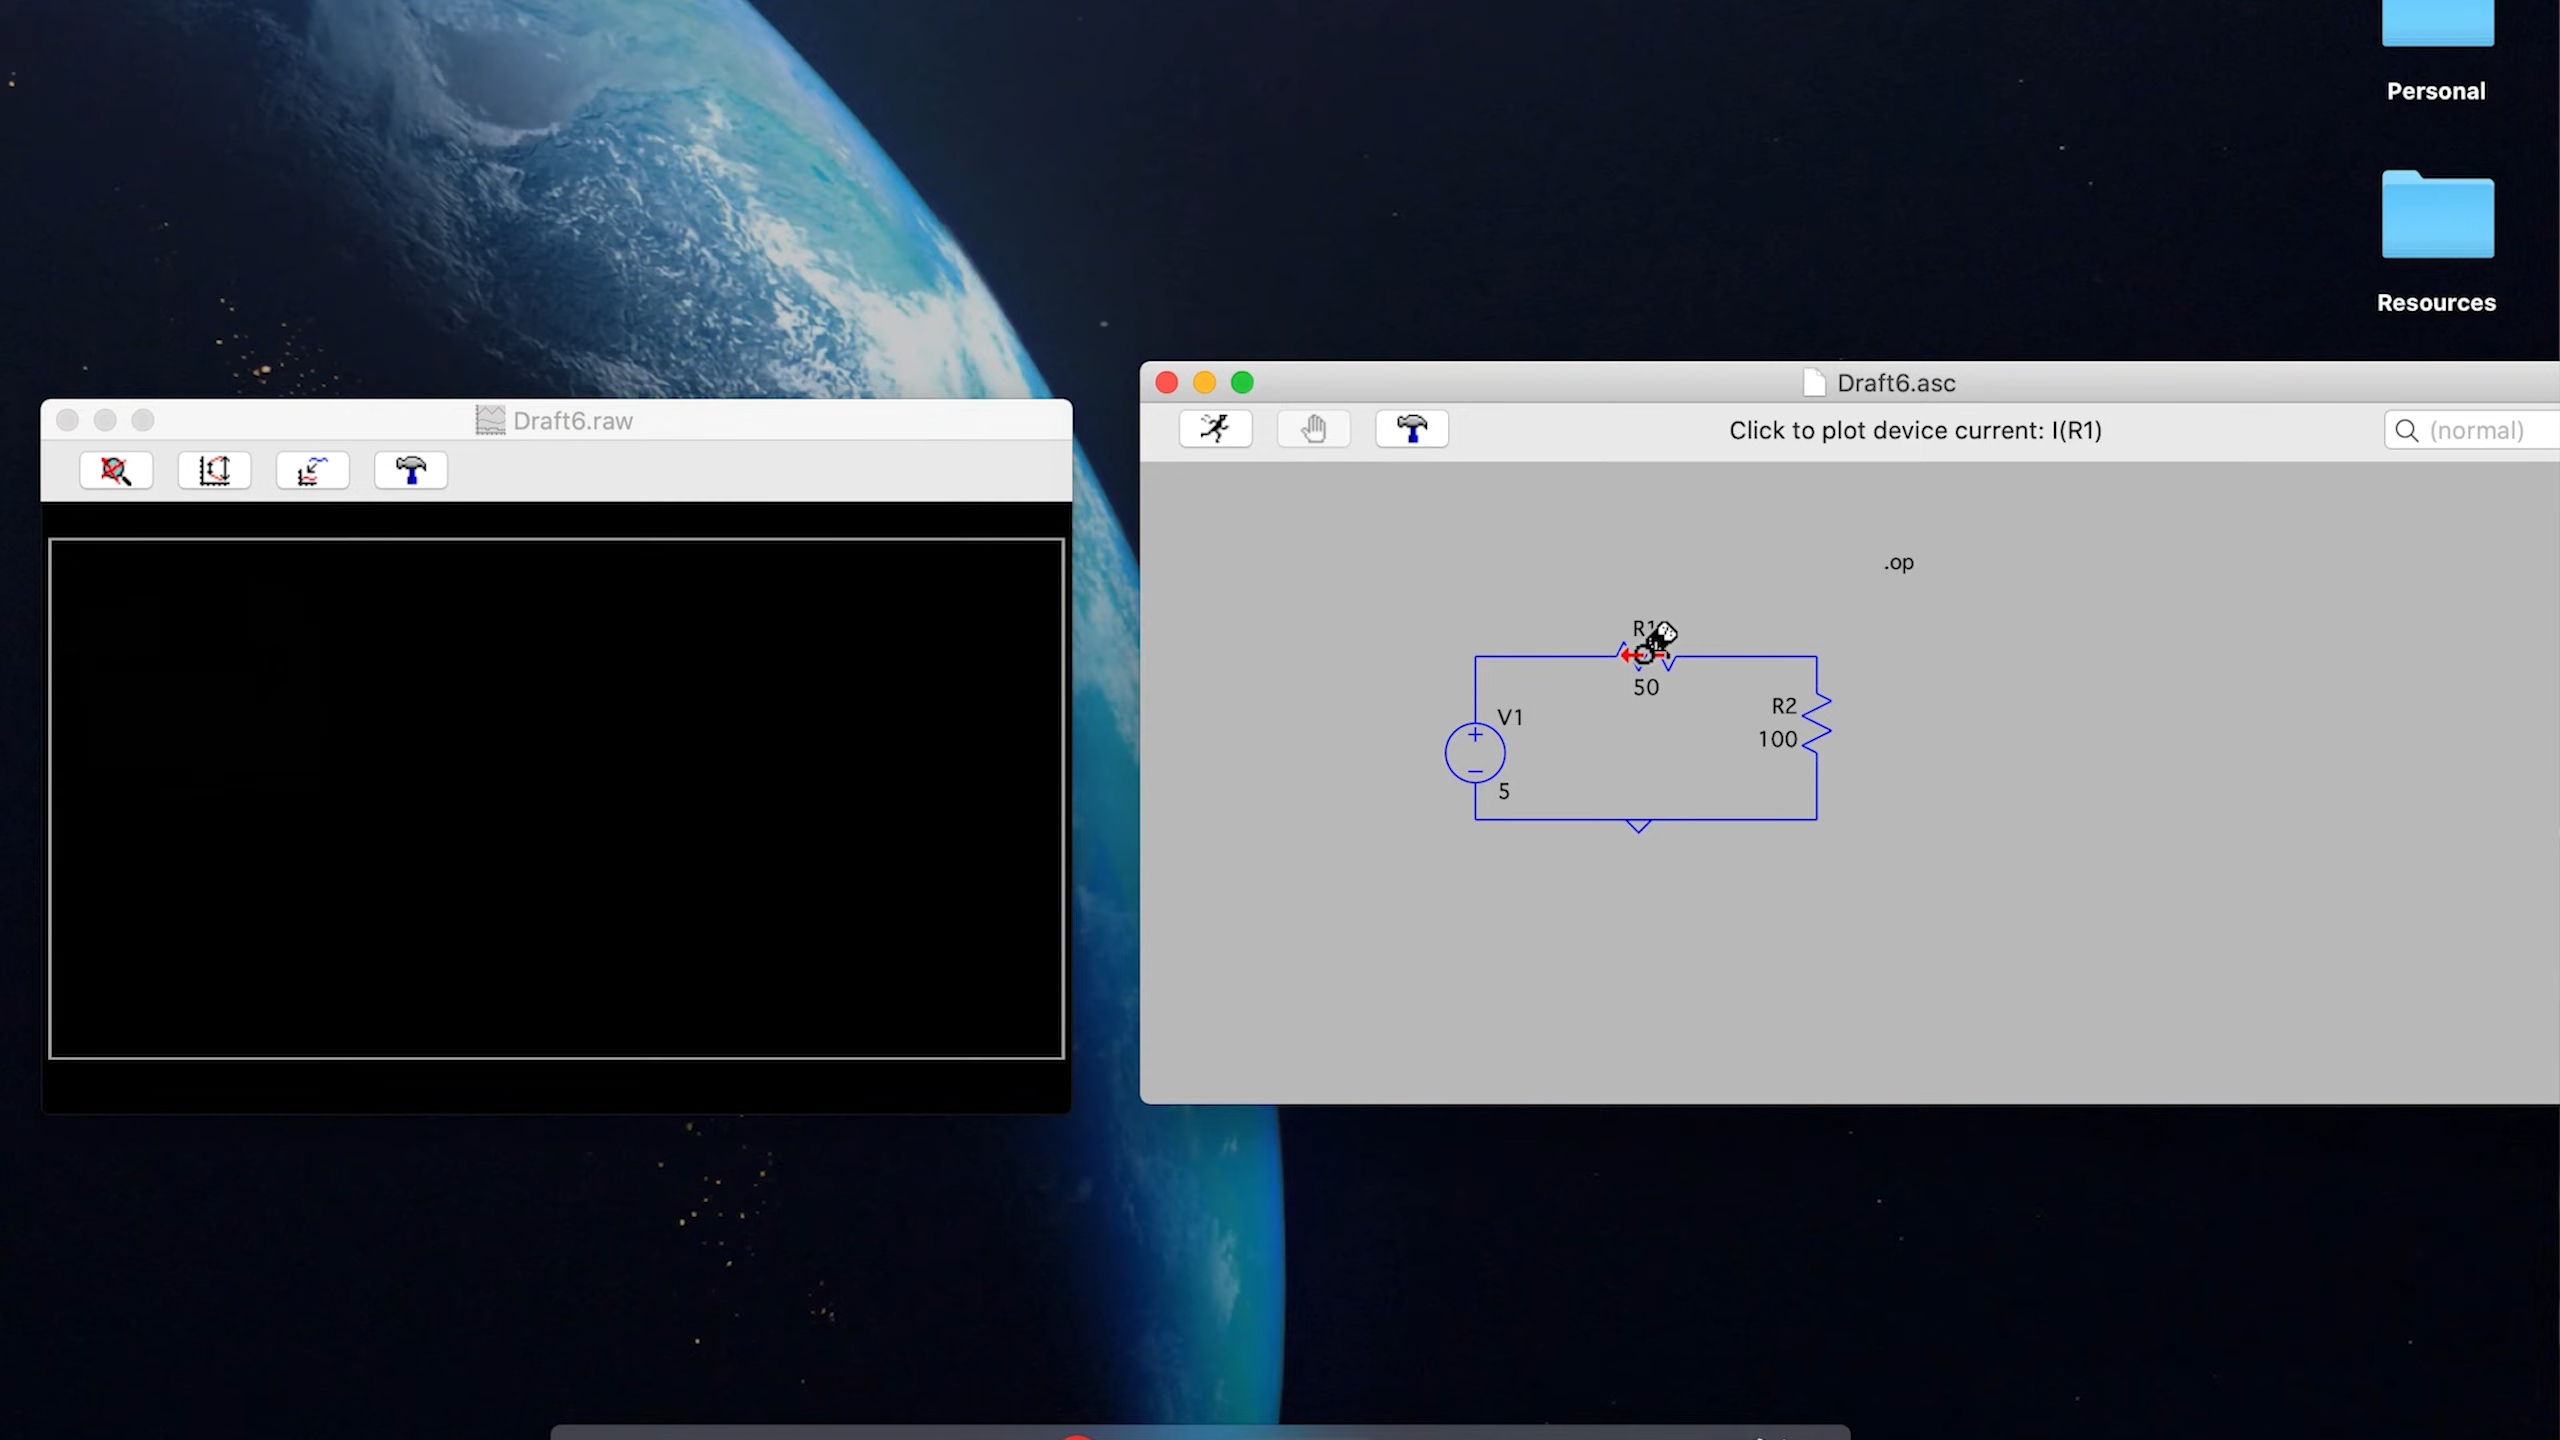 Personal
Resources
Draft6.asc
Click to plot device current: I(R1)
(normal)
Draft6.raw
.op
R1
50
V1
5
R2
100